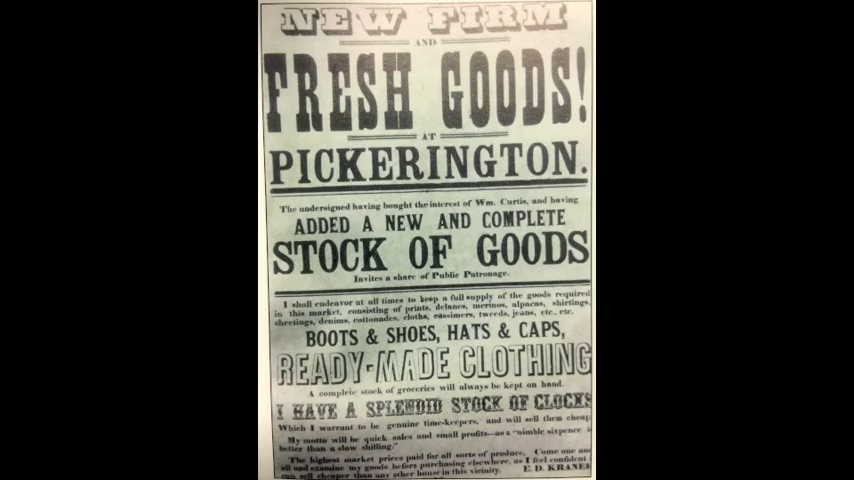 NEW FIRM
AND
FRESH GOODS!
AT
PICKERINGTON.
The undersigned having bought the interest of Wm. Curtis, and having
ADDED A NEW AND COMPLETE
STOCK OF GOODS
Invites a share of Public Patronage.
I shall endeavor at all times to keep a full supply of the goods required
in this market, consisting of prints, delanes, merinos, alpacas, shirtings,
sheetings, denims, cottonades, cloths, cassimers, tweeds, jeans, etc., etc.
BOOTS & SHOES, HATS & CAPS,
READY-MADE CLOTHING
A complete stock of groceries will always be kept on hand.
I HAVE A SPLENDID STOCK OF CLOCKS
Which I warrant to be genuine time-keepers, and will sell them cheap
My motto will be quick sales and small profits—as a "nimble sixpence i
better than a slow shilling."
The highest market prices paid for all sorts of produce. Come one an
all and examine my goods before purchasing elsewhere, as I feel confident
can sell cheaper than any other house in this vicinity. E. D. KRANE